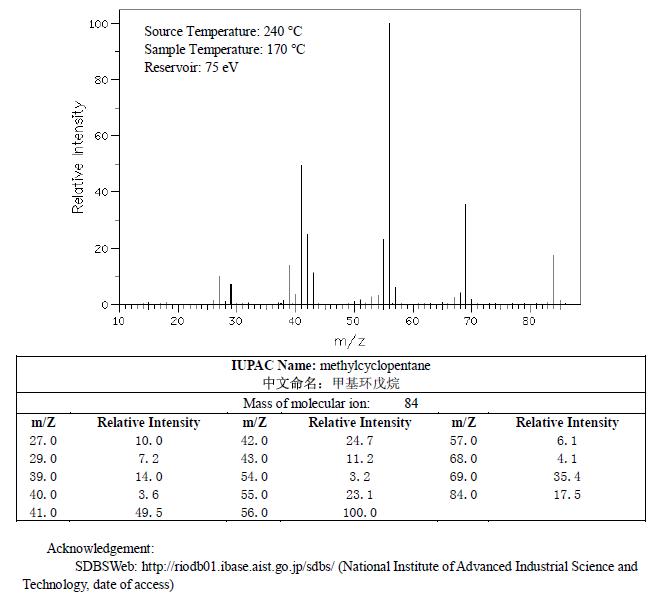 Source Temperature: 240 °C
Sample Temperature: 170 °C
Reservoir: 75 eV
Relative Intensity
100
80
60
40
20
0
10 20 30 40 50 60 70 80
m/z
IUPAC Name: methylcyclopentane
中文命名: 甲基环戊烷
Mass of molecular ion: 84
m/Z Relative Intensity m/Z Relative Intensity m/Z Relative Intensity
27.0 10.0 42.0 24.7 57.0 6.1
29.0 7.2 43.0 11.2 68.0 4.1
39.0 14.0 54.0 3.2 69.0 35.4
40.0 3.6 55.0 23.1 84.0 17.5
41.0 49.5 56.0 100.0
Acknowledgement:
SDBSWeb: http://riodb01.ibase.aist.go.jp/sdbs/ (National Institute of Advanced Industrial Science and
Technology, date of access)